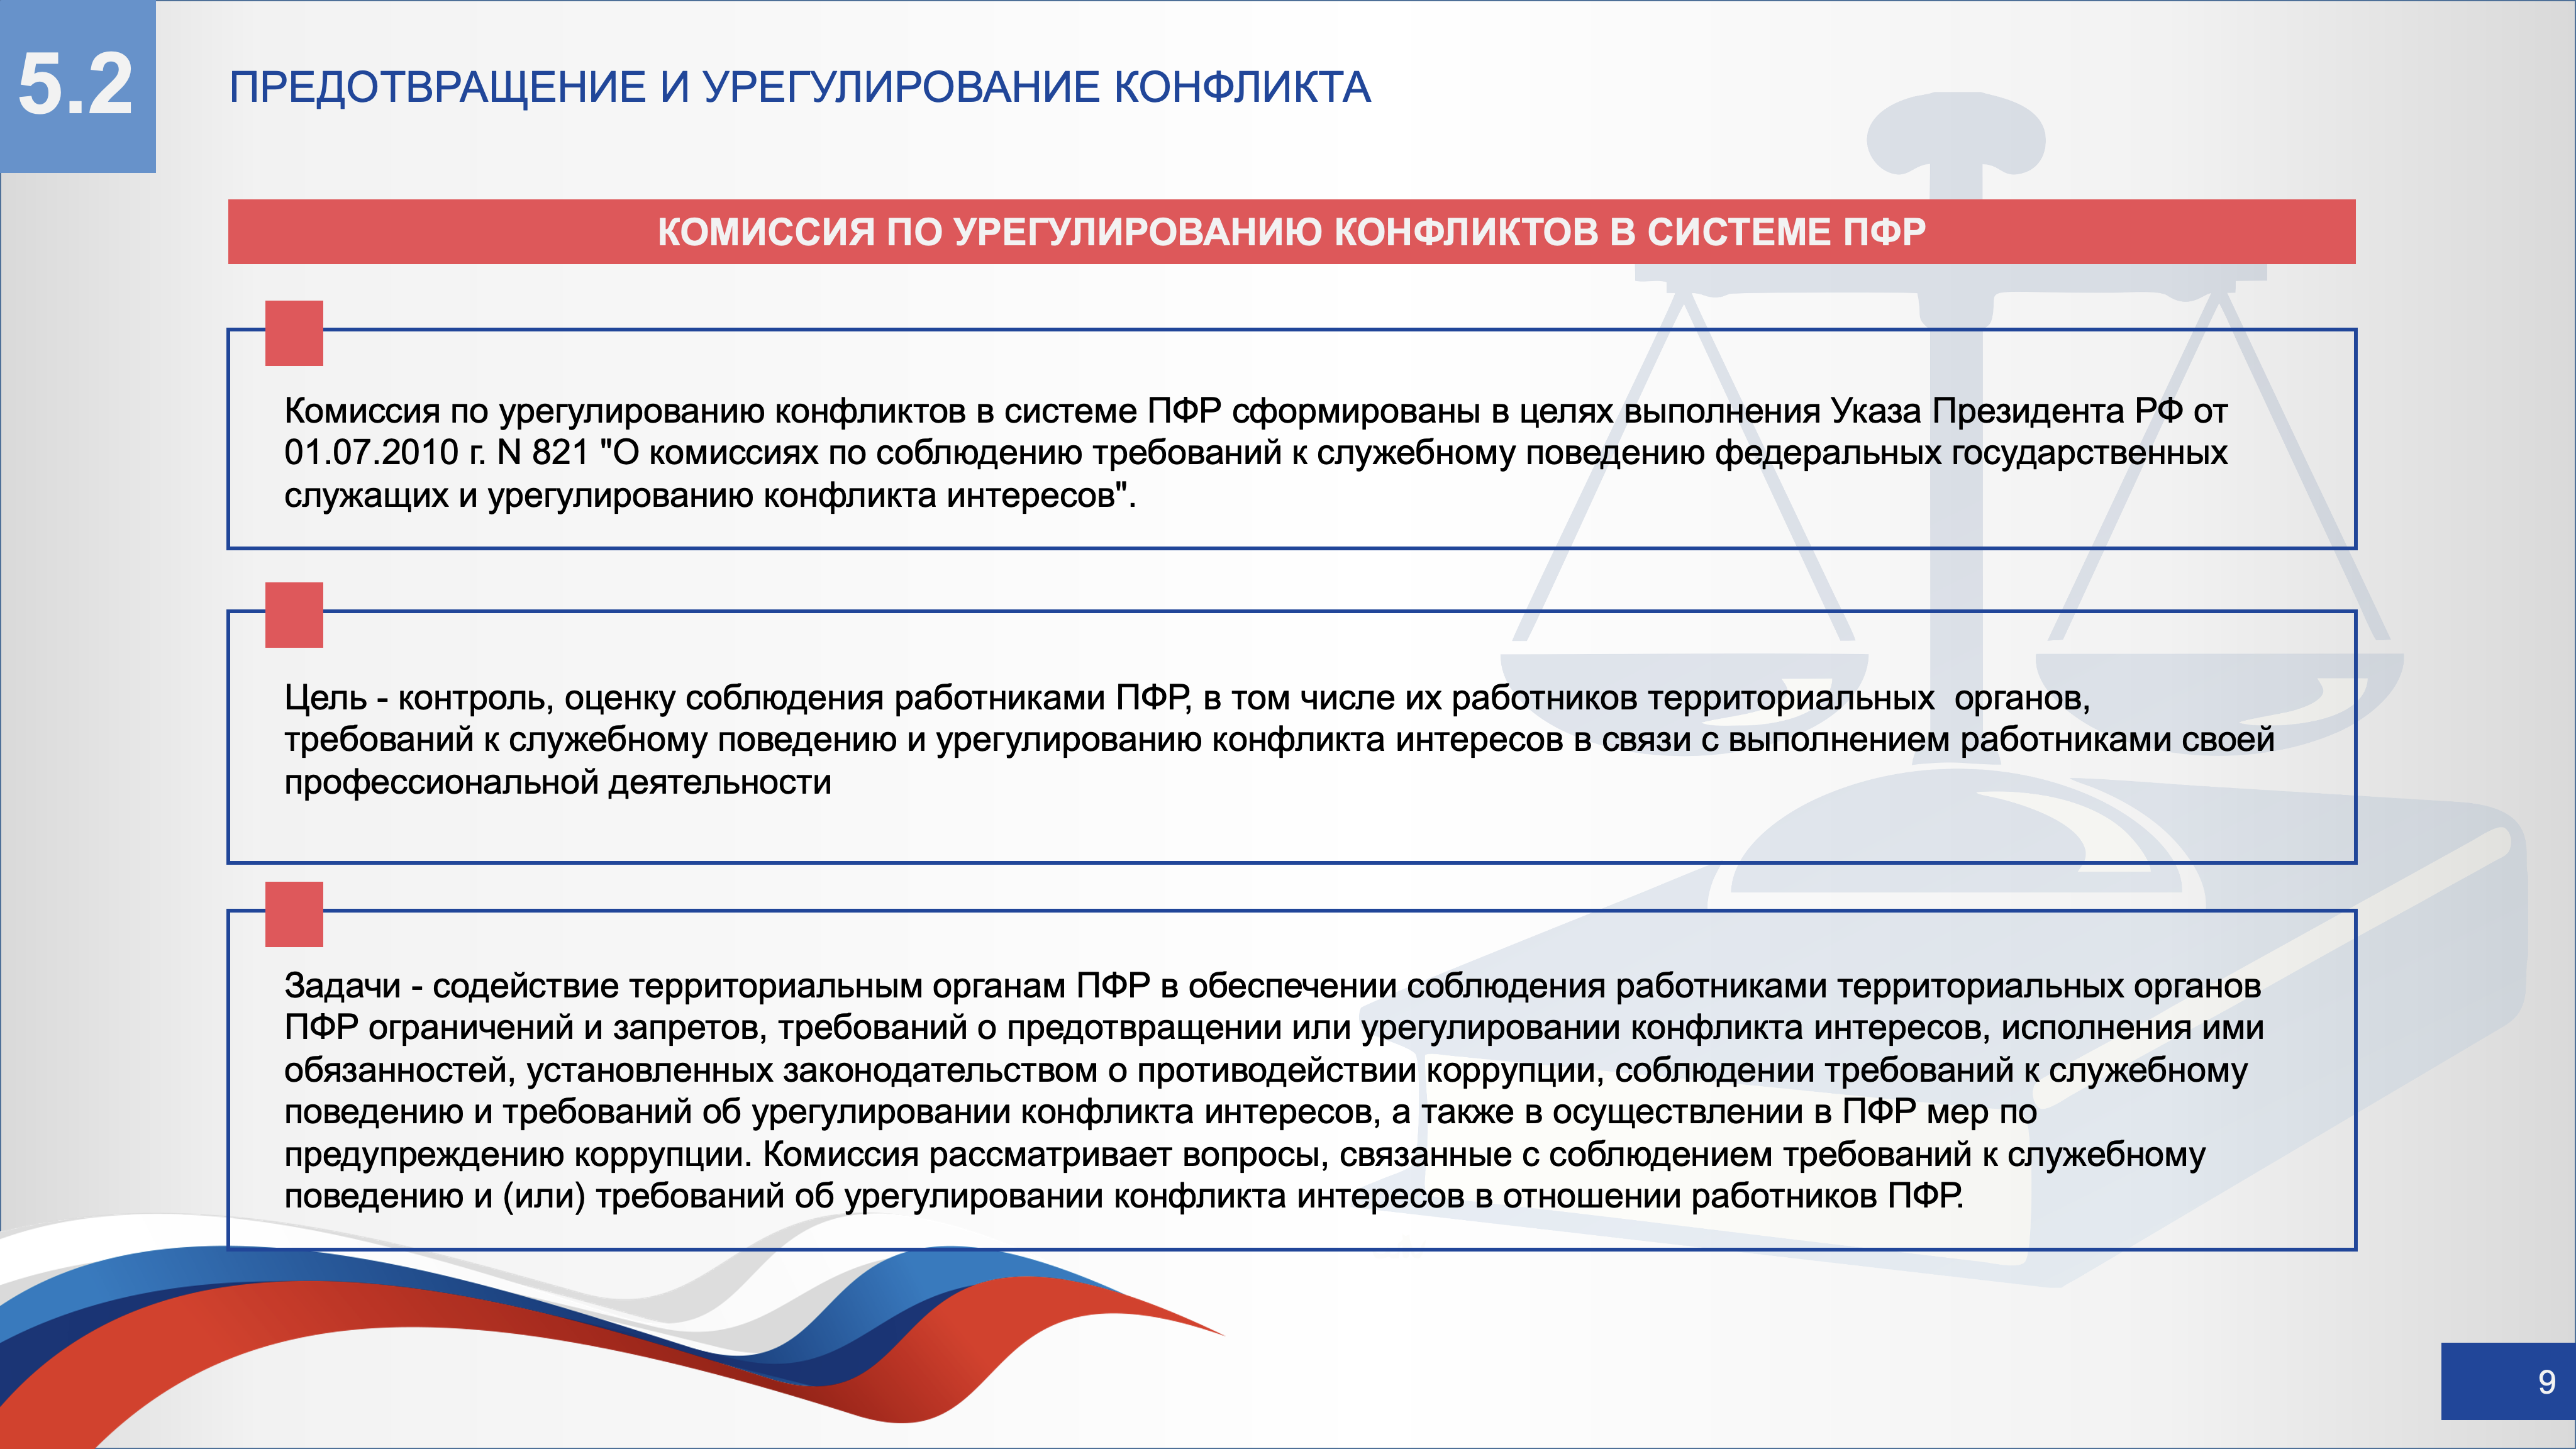 5.2
ПРЕДОТВРАЩЕНИЕ И УРЕГУЛИРОВАНИЕ КОНФЛИКТА
КОМИССИЯ ПО УРЕГУЛИРОВАНИЮ КОНФЛИКТОВ В СИСТЕМЕ ПФР
Комиссия по урегулированию конфликтов в системе ПФР сформированы в целях выполнения Указа Президента РФ от
01.07.2010 г. N 821 "О комиссиях по соблюдению требований к служебному поведению федеральных государственных
служащих и урегулированию конфликта интересов".
Цель - контроль, оценку соблюдения работниками ПФР, в том числе их работников территориальных  органов,
требований к служебному поведению и урегулированию конфликта интересов в связи с выполнением работниками своей
профессиональной деятельности
Задачи - содействие территориальным органам ПФР в обеспечении соблюдения работниками территориальных органов
ПФР ограничений и запретов, требований о предотвращении или урегулировании конфликта интересов, исполнения ими
обязанностей, установленных законодательством о противодействии коррупции, соблюдении требований к служебному
поведению и требований об урегулировании конфликта интересов, а также в осуществлении в ПФР мер по
предупреждению коррупции. Комиссия рассматривает вопросы, связанные с соблюдением требований к служебному
поведению и (или) требований об урегулировании конфликта интересов в отношении работников ПФР.
9